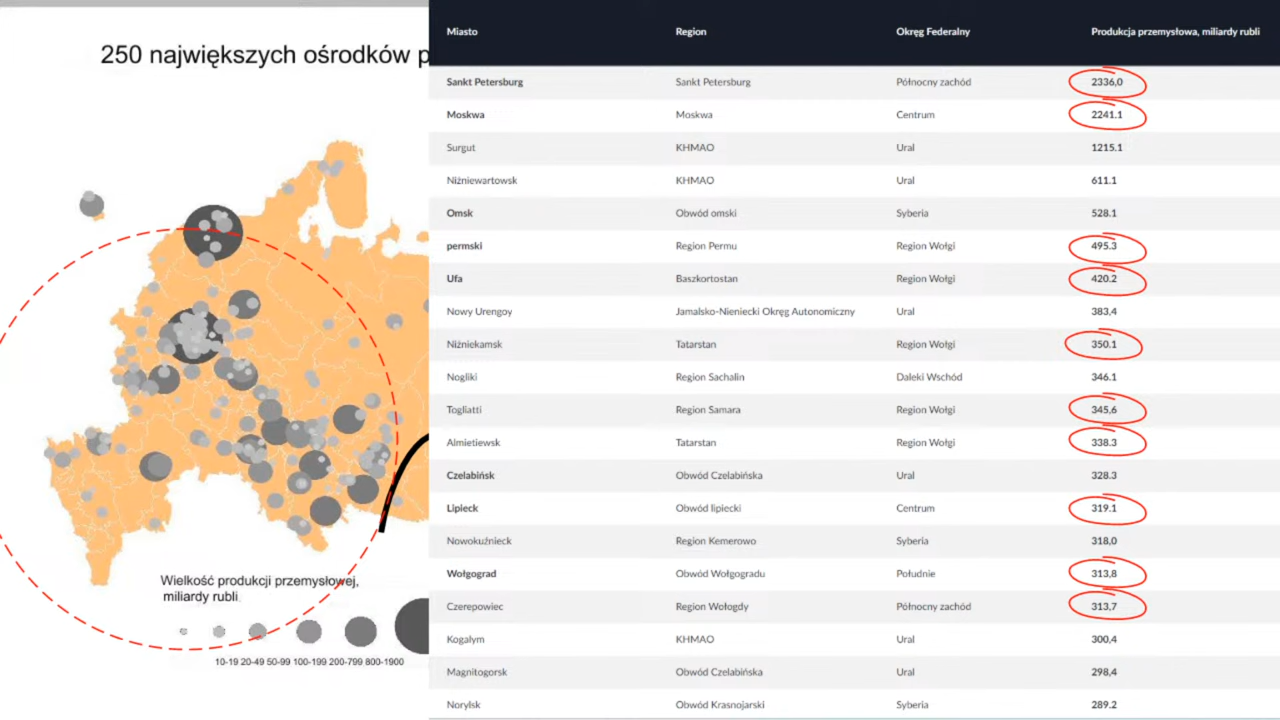 250 największych ośrodków p
Wielkość produkcji przemysłowej,
miliardy rubli
10-19 20-49 50-99 100-199 200-799 800-1900
Miasto Region Okręg Federalny Produkcja przemysłowa, miliardy rubli
Sankt Petersburg Sankt Petersburg Północny zachód 2336,0
Moskwa Moskwa Centrum 2241.1
Surgut KHMAO Ural 1215.1
Niżniewartowsk KHMAO Ural 611.1
Omsk Obwód omski Syberia 528.1
permski Region Permu Region Wołgi 495.3
Ufa Baszkortostan Region Wołgi 420.2
Nowy Urengoy Jamalsko-Nieniecki Okręg Autonomiczny Ural 383,4
Niżniekamsk Tatarstan Region Wołgi 350.1
Nogliki Region Sachalin Daleki Wschód 346.1
Togliatti Region Samara Region Wołgi 345,6
Almietiewsk Tatarstan Region Wołgi 338.3
Czelabińsk Obwód Czelabińska Ural 328.3
Lipieck Obwód lipiecki Centrum 319.1
Nowokuźnieck Region Kemerowo Syberia 318,0
Wołgograd Obwód Wołgogradu Południe 313,8
Czerepowiec Region Wołogdy Północny zachód 313,7
Kogalym KHMAO Ural 300.4
Magnitogorsk Obwód Czelabińska Ural 298,4
Norylsk Obwód Krasnojarski Syberia 289.2